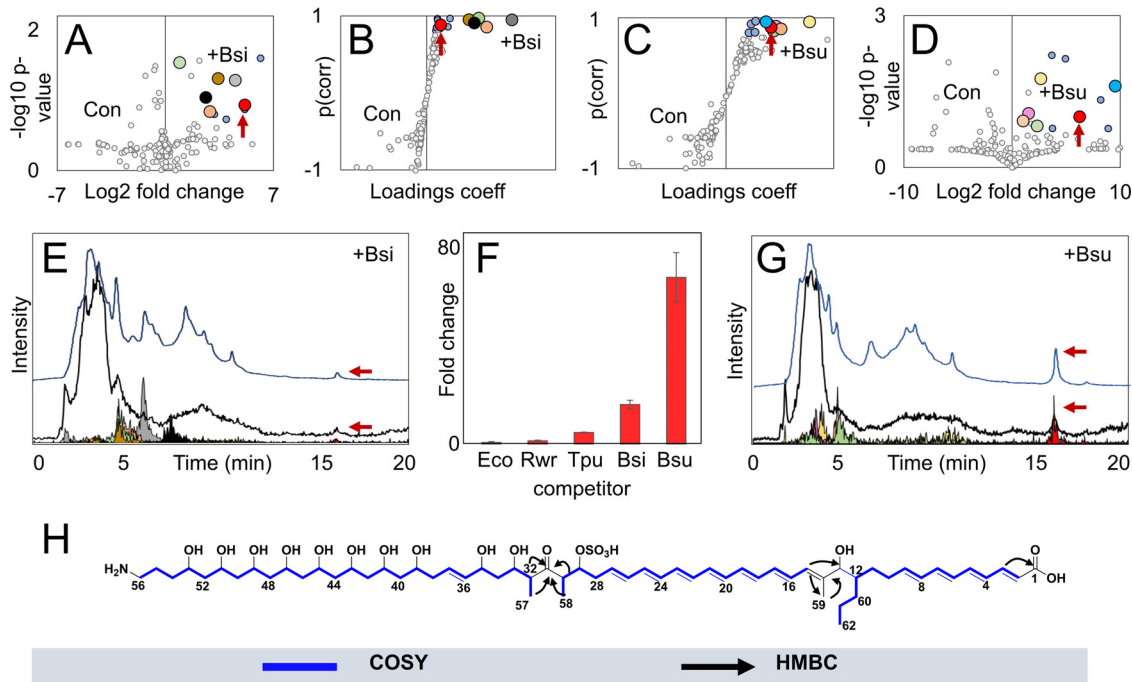 A
2
-log10 p-value
0
Con
+Bsi
-7
Log2 fold change
7
B
1
p(corr)
-1
Con
+Bsi
Loadings coeff
C
1
p(corr)
-1
Con
+Bsu
Loadings coeff
D
3
-log10 p-value
0
Con
+Bsu
-10
Log2 fold change
10
E
+Bsi
Intensity
0
5
Time (min)
15
20
F
80
Fold change
0
Eco Rwr Tpu Bsi Bsu
competitor
G
+Bsu
Intensity
0
5
Time (min)
15
20
H
OH OH OH OH OH OH OH OH OH O OSO3H OH O
H2N 32 12 1 OH
56 52 48 44 40 36 28 24 20 16 8 4
57 58 59 60
62
COSY HMBC